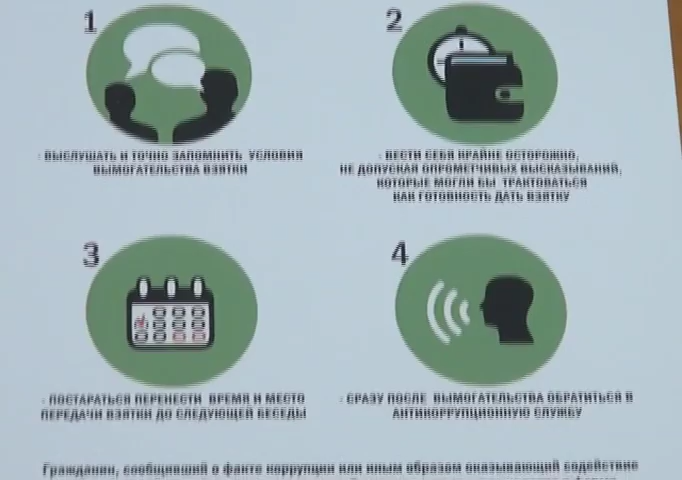 1
- ВЫСЛУШАТЬ И ТОЧНО ЗАПОМНИТЬ УСЛОВИЯ
ВЫМОГАТЕЛЬСТВА ВЗЯТКИ
2
- ВЕСТИ СЕБЯ КРАЙНЕ ОСТОРОЖНО,
НЕ ДОПУСКАЯ ОПРОМЕТЧИВЫХ ВЫСКАЗЫВАНИЙ,
КОТОРЫЕ МОГЛИ БЫ ТРАКТОВАТЬСЯ
КАК ГОТОВНОСТЬ ДАТЬ ВЗЯТКУ
3
- ПОСТАРАТЬСЯ ПЕРЕНЕСТИ ВРЕМЯ И МЕСТО
ПЕРЕДАЧИ ВЗЯТКИ ДО СЛЕДУЮЩЕЙ БЕСЕДЫ
4
- СРАЗУ ПОСЛЕ ВЫМОГАТЕЛЬСТВА ОБРАТИТЬСЯ В
АНТИКОРРУПЦИОННУЮ СЛУЖБУ
Гражданин, сообщивший о факте коррупции или иным образом оказывающий содействие